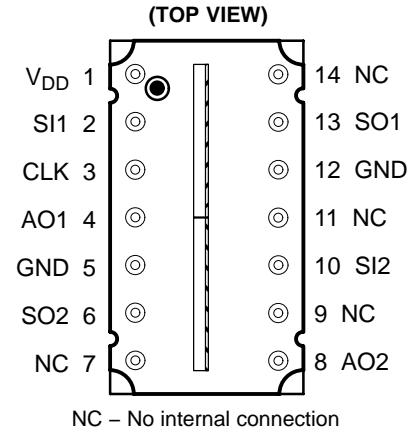 (TOP VIEW)
VDD 1 14 NC
SI1 2 13 SO1
CLK 3 12 GND
AO1 4 11 NC
GND 5 10 SI2
SO2 6 9 NC
NC 7 8 AO2
NC – No internal connection